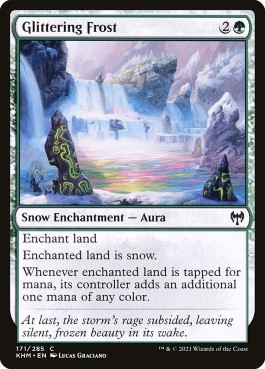 Glittering Frost 2
Snow Enchantment — Aura
Enchant land
Enchanted land is snow.
Whenever enchanted land is tapped for
mana, its controller adds an additional
one mana of any color.
At last, the storm's rage subsided, leaving
silent, frozen beauty in its wake.
171/285 C
KHM • EN Lucas Graciano
™ & © 2021 Wizards of the Coast